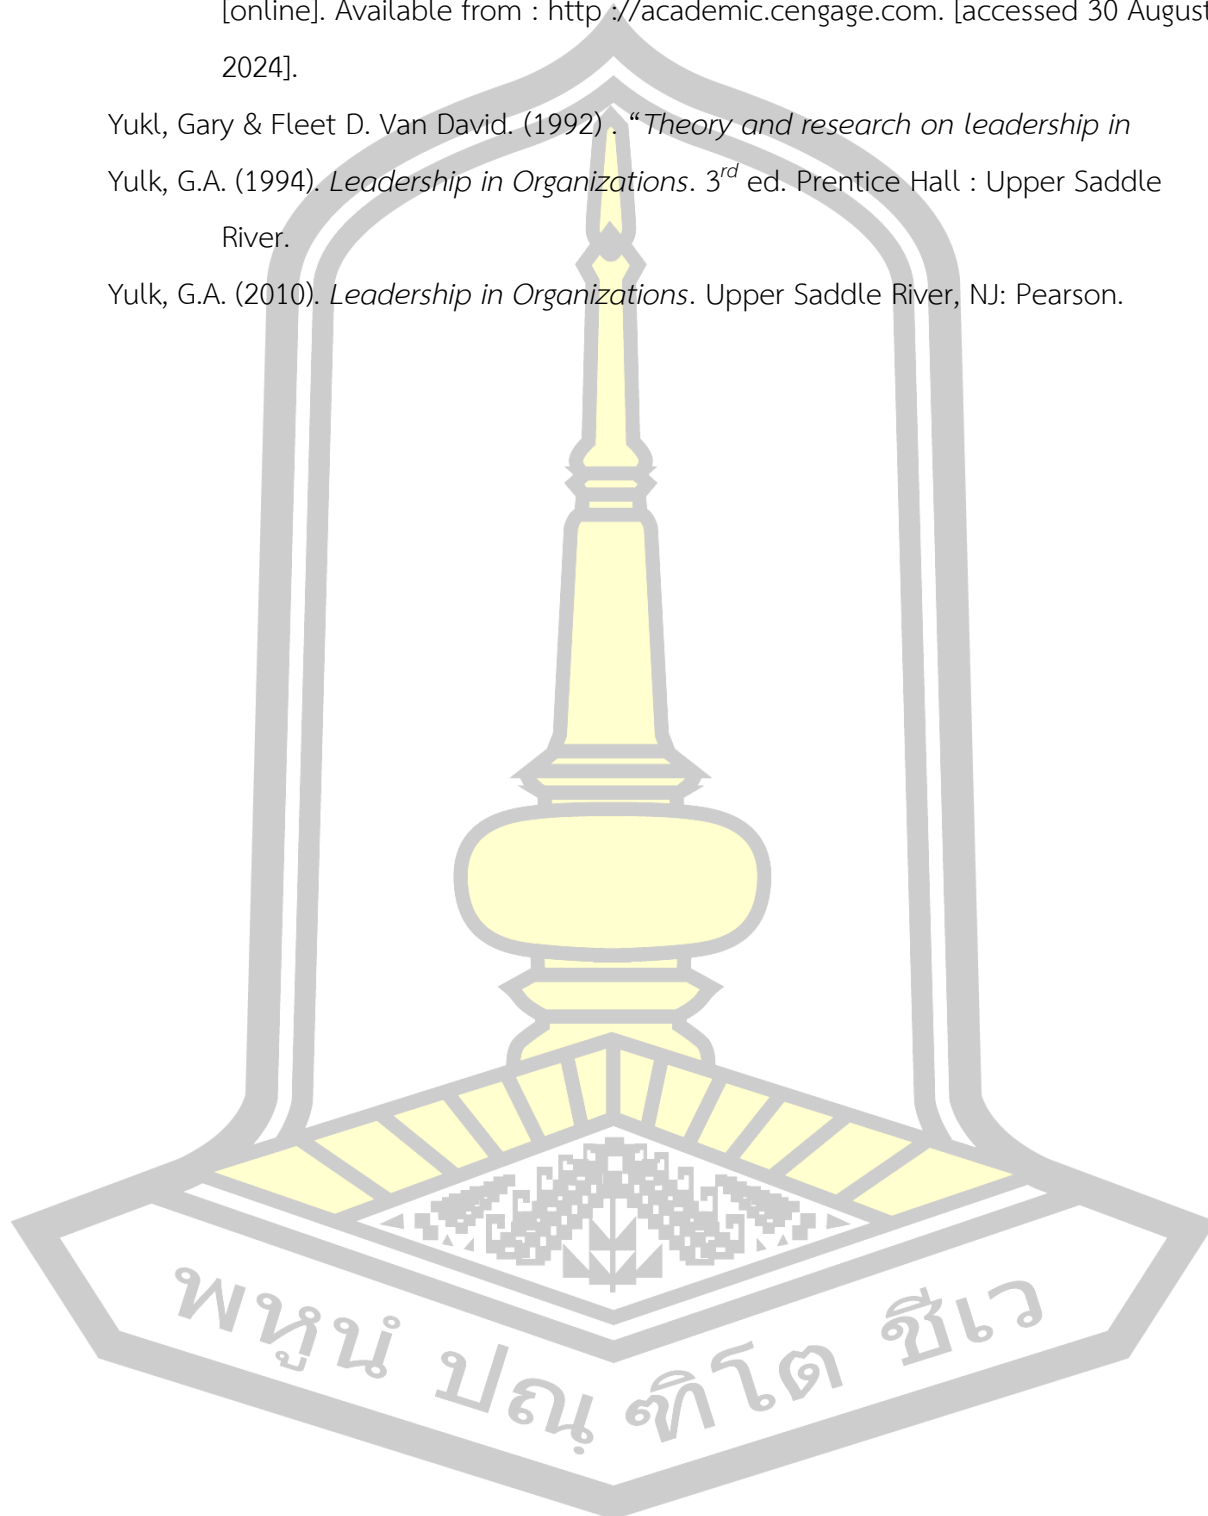 [online]. Available from : http ://academic.cengage.com. [accessed 30 August
2024].
Yukl, Gary & Fleet D. Van David. (1992) . “Theory and research on leadership in
Yulk, G.A. (1994). Leadership in Organizations. 3rd ed. Prentice Hall : Upper Saddle
River.
Yulk, G.A. (2010). Leadership in Organizations. Upper Saddle River, NJ: Pearson.
พหูนํ ปณฺ ฑิโต ชีเว